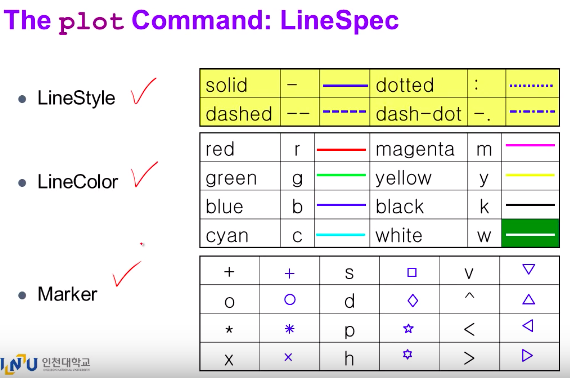 The plot Command: LineSpec
LineStyle
solid - dotted :
dashed -- dash-dot -.
LineColor
red r magenta m
green g yellow y
blue b black k
cyan c white w
Marker
+ s v
o d ^
* p <
x h >
INU 인천대학교